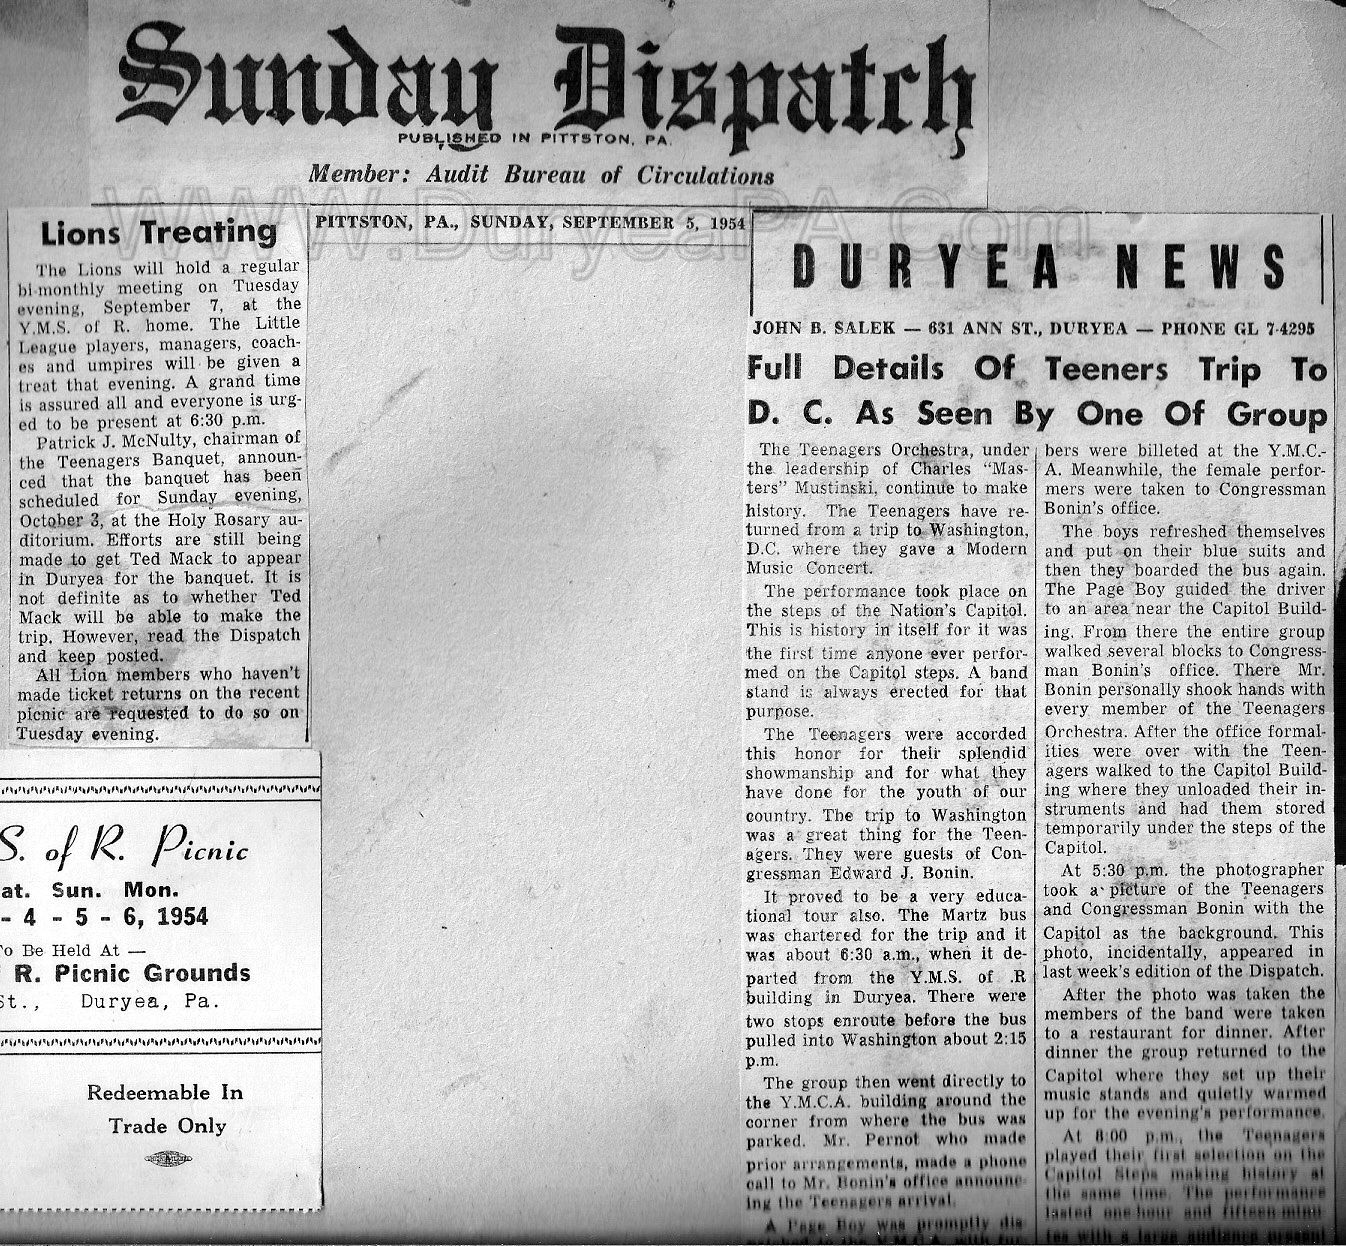 Sunday Dispatch
PUBLISHED IN PITTSTON, PA.
Member: Audit Bureau of Circulations
WWW.DuryeaPA.Com
PITTSTON, PA., SUNDAY, SEPTEMBER 5, 1954
Lions Treating
The Lions will hold a regular
bi-monthly meeting on Tuesday
evening, September 7, at the
Y.M.S. of R. home. The Little
League players, managers, coach-
es and umpires will be given a
treat that evening. A grand time
is assured all and everyone is urg-
ed to be present at 6:30 p.m.
Patrick J. McNulty, chairman of
the Teenagers Banquet, announ-
ced that the banquet has been
scheduled for Sunday evening,
October 3, at the Holy Rosary au-
ditorium. Efforts are still being
made to get Ted Mack to appear
in Duryea for the banquet. It is
not definite as to whether Ted
Mack will be able to make the
trip. However, read the Dispatch
and keep posted.
All Lion members who haven't
made ticket returns on the recent
picnic are requested to do so on
Tuesday evening.
S. of R. Picnic
at. Sun. Mon.
- 4 - 5 - 6, 1954
To Be Held At —
R. Picnic Grounds
St., Duryea, Pa.
Redeemable In
Trade Only
DURYEA NEWS
JOHN B. SALEK — 631 ANN ST., DURYEA — PHONE GL 7-4295
Full Details Of Teeners Trip To
D. C. As Seen By One Of Group
The Teenagers Orchestra, under
the leadership of Charles "Mas-
ters" Mustinski, continue to make
history. The Teenagers have re-
turned from a trip to Washington,
D.C. where they gave a Modern
Music Concert.
The performance took place on
the steps of the Nation's Capitol.
This is history in itself for it was
the first time anyone ever perfor-
med on the Capitol steps. A band
stand is always erected for that
purpose.
The Teenagers were accorded
this honor for their splendid
showmanship and for what they
have done for the youth of our
country. The trip to Washington
was a great thing for the Teen-
agers. They were guests of Con-
gressman Edward J. Bonin.
It proved to be a very educa-
tional tour also. The Martz bus
was chartered for the trip and it
was about 6:30 a.m., when it de-
parted from the Y.M.S. of .R
building in Duryea. There were
two stops enroute before the bus
pulled into Washington about 2:15
p.m.
The group then went directly to
the Y.M.C.A. building around the
corner from where the bus was
parked. Mr. Pernot who made
prior arrangements, made a phone
call to Mr. Bonin's office announc-
ing the Teenagers arrival.
A Page Boy was promptly dis
bers were billeted at the Y.M.C.-
A. Meanwhile, the female perfor-
mers were taken to Congressman
Bonin's office.
The boys refreshed themselves
and put on their blue suits and
then they boarded the bus again.
The Page Boy guided the driver
to an area near the Capitol Build-
ing. From there the entire group
walked several blocks to Congress-
man Bonin's office. There Mr.
Bonin personally shook hands with
every member of the Teenagers
Orchestra. After the office formal-
ities were over with the Teen-
agers walked to the Capitol Build-
ing where they unloaded their in-
struments and had them stored
temporarily under the steps of the
Capitol.
At 5:30 p.m. the photographer
took a picture of the Teenagers
and Congressman Bonin with the
Capitol as the background. This
photo, incidentally, appeared in
last week's edition of the Dispatch.
After the photo was taken the
members of the band were taken
to a restaurant for dinner. After
dinner the group returned to the
Capitol where they set up their
music stands and quietly warmed
up for the evening's performance.
At 8:00 p.m., the Teenagers
played their first selection on the
Capitol Steps making history at
the same time. The performance
lasted one hour and fifteen minu-
tes with a large audience present